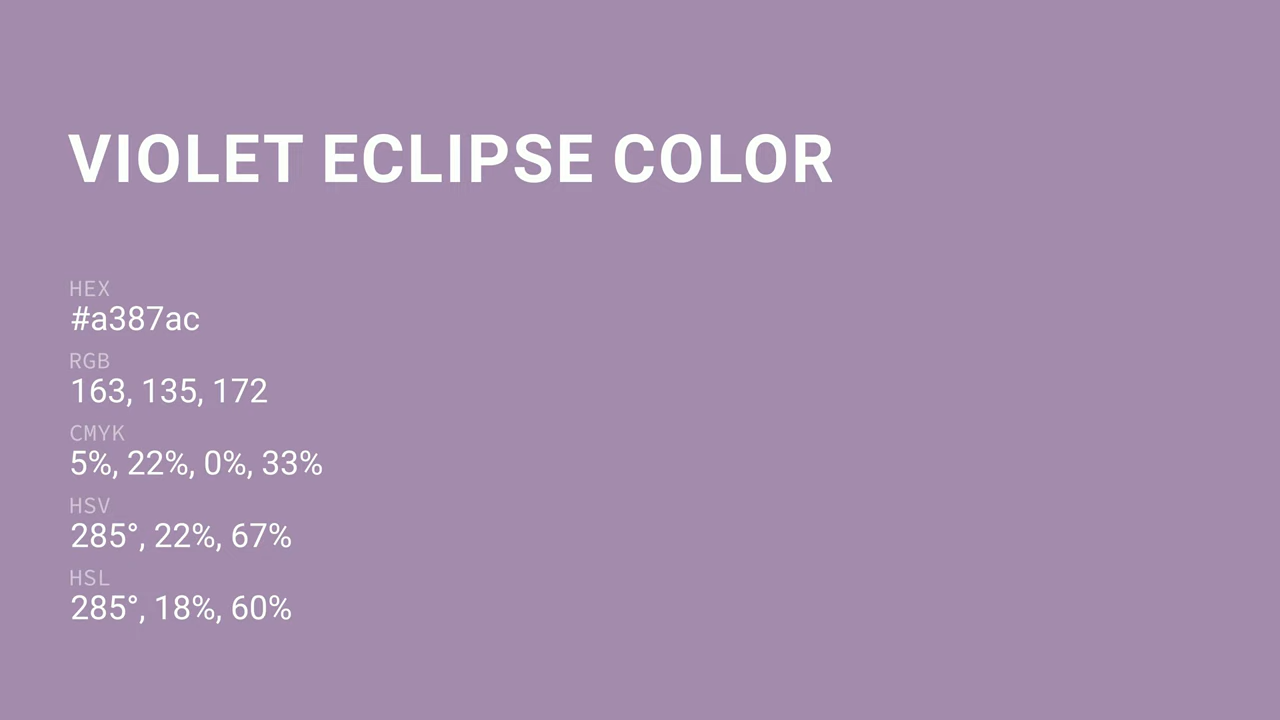 VIOLET ECLIPSE COLOR
HEX
#a387ac
RGB
163, 135, 172
CMYK
5%, 22%, 0%, 33%
HSV
285°, 22%, 67%
HSL
285°, 18%, 60%